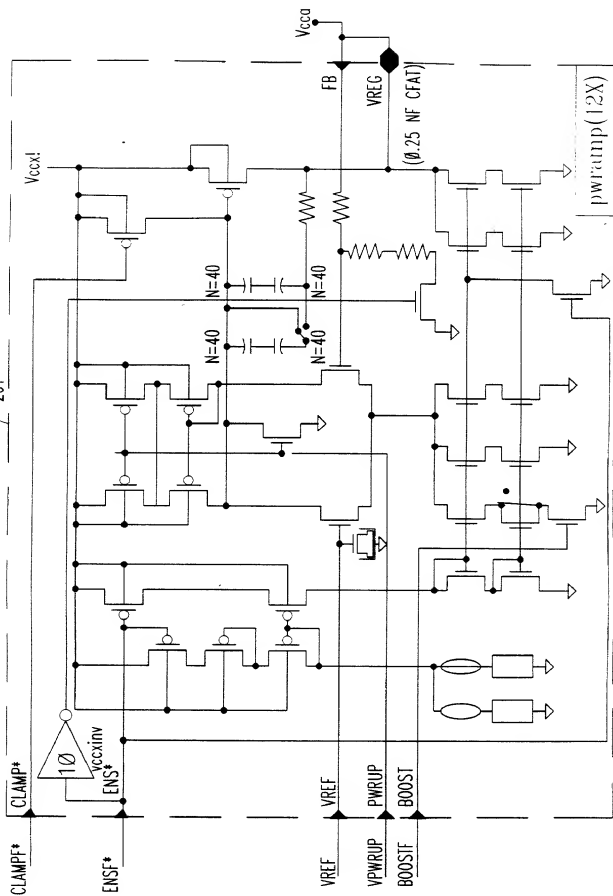 201
Vccx!
Vcca
FB
VREG
(0.25 NF CFAT)
pwramp(12X)
N=40
N=40
N=40
N=40
10
vccxinv
CLAMPF*
CLAMP*
ENSF*
ENS*
VREF
VREF
VPWRUP
PWRUP
BOOSTF
BOOST